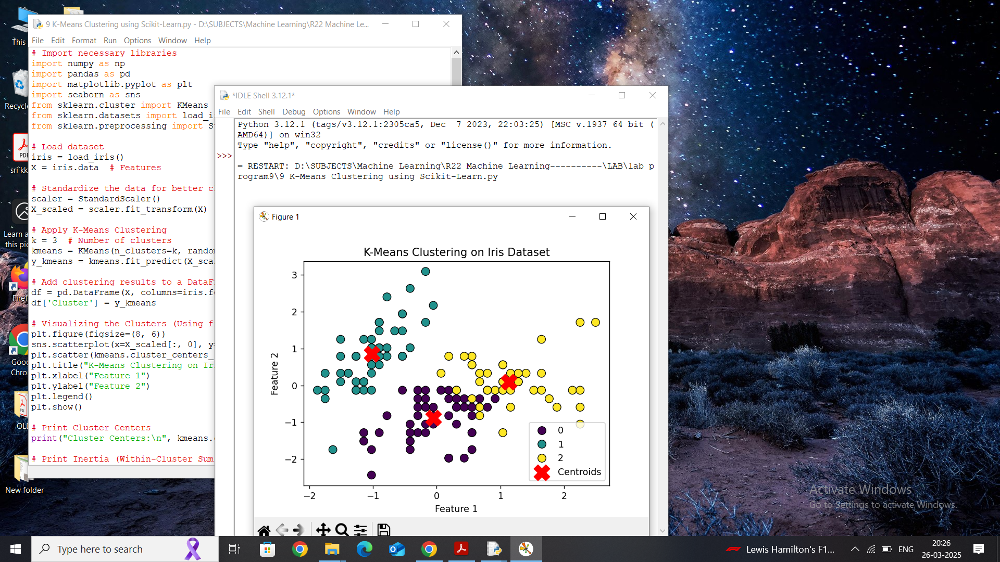 This
Recycle
PDF
sri kk
Learn a
this pic
Firef
Goog
Chro
OLD
New folder
9 K-Means Clustering using Scikit-Learn.py - D:\SUBJECTS\Machine Learning\R22 Machine Le...
File Edit Format Run Options Window Help
# Import necessary libraries
import numpy as np
import pandas as pd
import matplotlib.pyplot as plt
import seaborn as sns
from sklearn.cluster import KMeans
from sklearn.datasets import load_i
from sklearn.preprocessing import S
# Load dataset
iris = load_iris()
X = iris.data  # Features
# Standardize the data for better c
scaler = StandardScaler()
X_scaled = scaler.fit_transform(X)
# Apply K-Means Clustering
k = 3  # Number of clusters
kmeans = KMeans(n_clusters=k, rando
y_kmeans = kmeans.fit_predict(X_sca
# Add clustering results to a DataF
df = pd.DataFrame(X, columns=iris.f
df['Cluster'] = y_kmeans
# Visualizing the Clusters (Using f
plt.figure(figsize=(8, 6))
sns.scatterplot(x=X_scaled[:, 0], y=
plt.scatter(kmeans.cluster_centers_
plt.title("K-Means Clustering on Ir
plt.xlabel("Feature 1")
plt.ylabel("Feature 2")
plt.legend()
plt.show()
# Print Cluster Centers
print("Cluster Centers:\n", kmeans.
# Print Inertia (Within-Cluster Sum
*IDLE Shell 3.12.1*
File Edit Shell Debug Options Window Help
Python 3.12.1 (tags/v3.12.1:2305ca5, Dec  7 2023, 22:03:25) [MSC v.1937 64 bit (
AMD64)] on win32
Type "help", "copyright", "credits" or "license()" for more information.
>>>
= RESTART: D:\SUBJECTS\Machine Learning\R22 Machine Learning----------\LAB\lab p
rogram9\9 K-Means Clustering using Scikit-Learn.py
Figure 1
K-Means Clustering on Iris Dataset
3
2
1
0
−1
−2
Feature 2
−2 −1 0 1 2
Feature 1
0
1
2
Centroids
Activate Windows
Go to Settings to activate Windows.
Type here to search
Lewis Hamilton's F1...
ENG
20:26
26-03-2025